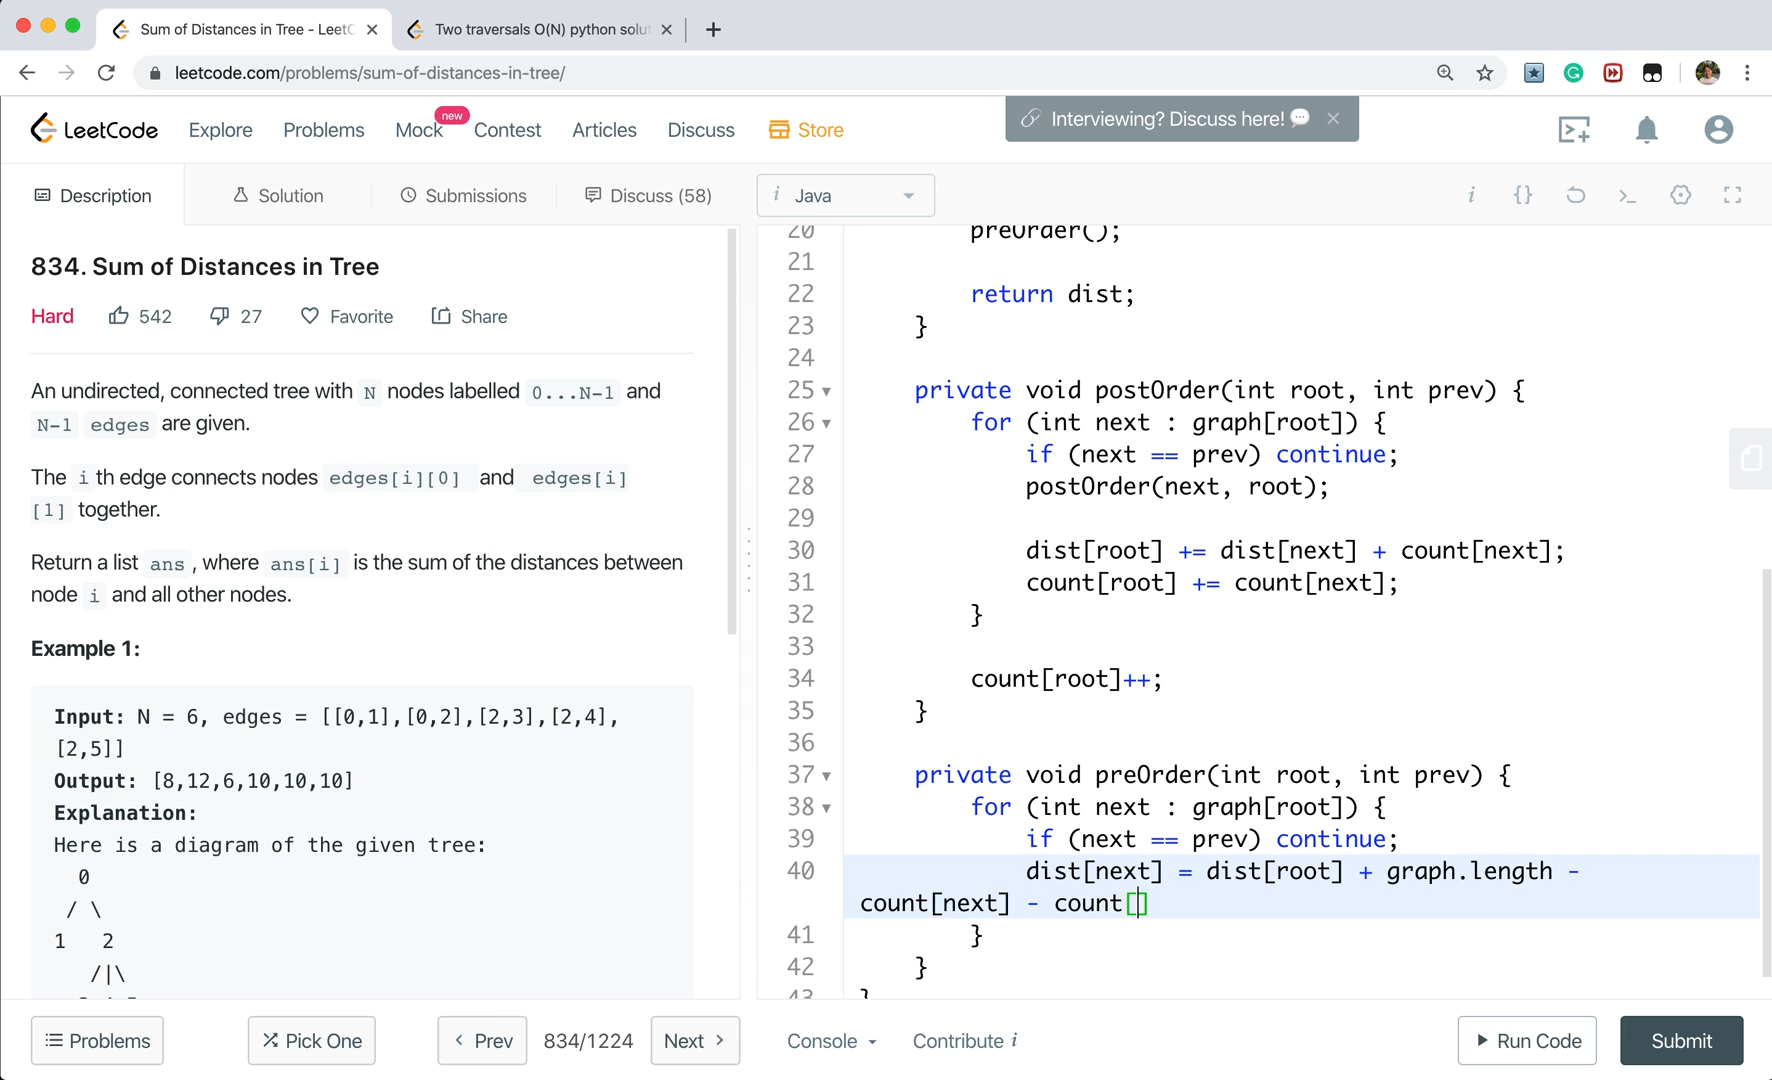 Sum of Distances in Tree - LeetC
Two traversals O(N) python solut
leetcode.com/problems/sum-of-distances-in-tree/
LeetCode
Explore
Problems
Mock
new
Contest
Articles
Discuss
Store
Interviewing? Discuss here!
Description
Solution
Submissions
Discuss (58)
i Java
834. Sum of Distances in Tree
Hard
542
27
Favorite
Share
An undirected, connected tree with N nodes labelled 0...N-1 and
N-1 edges are given.
The i th edge connects nodes edges[i][0] and edges[i]
[1] together.
Return a list ans , where ans[i] is the sum of the distances between
node i and all other nodes.
Example 1:
Input: N = 6, edges = [[0,1],[0,2],[2,3],[2,4],
[2,5]]
Output: [8,12,6,10,10,10]
Explanation:
Here is a diagram of the given tree:
0
/ \
1 2
/|\
20 preOrder();
21
22 return dist;
23 }
24
25 private void postOrder(int root, int prev) {
26 for (int next : graph[root]) {
27 if (next == prev) continue;
28 postOrder(next, root);
29
30 dist[root] += dist[next] + count[next];
31 count[root] += count[next];
32 }
33
34 count[root]++;
35 }
36
37 private void preOrder(int root, int prev) {
38 for (int next : graph[root]) {
39 if (next == prev) continue;
40 dist[next] = dist[root] + graph.length -
count[next] - count[]
41 }
42 }
43 }
Problems
Pick One
Prev
834/1224
Next
Console
Contribute i
Run Code
Submit